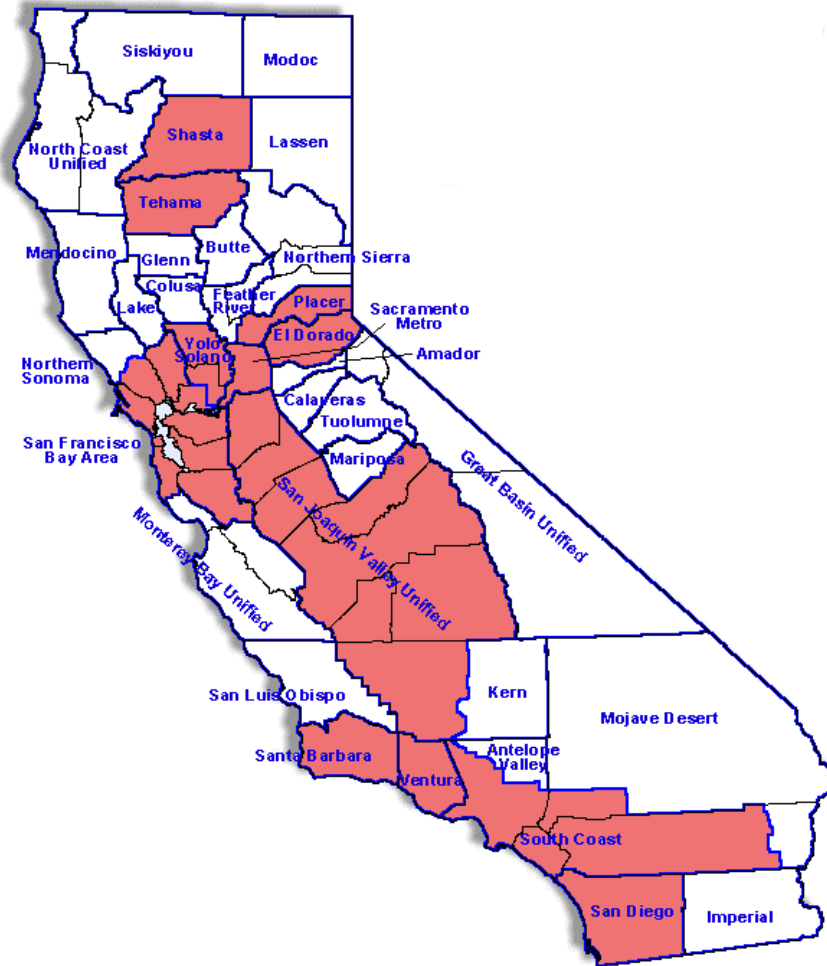 Siskiyou
Modoc
Shasta
Lassen
North Coast
Unified
Tehama
Mendocino
Glenn
Butte
Northern Sierra
Colusa
Lake
Feather
River
Placer
Sacramento
Metro
El Dorado
Yolo
Solano
Amador
Northern
Sonoma
Calaveras
Tuolumne
San Francisco
Bay Area
Mariposa
Great Basin Unified
San Joaquin Valley Unified
Monterey Bay Unified
San Luis Obispo
Kern
Mojave Desert
Santa Barbara
Antelope
Valley
Ventura
South Coast
San Diego
Imperial